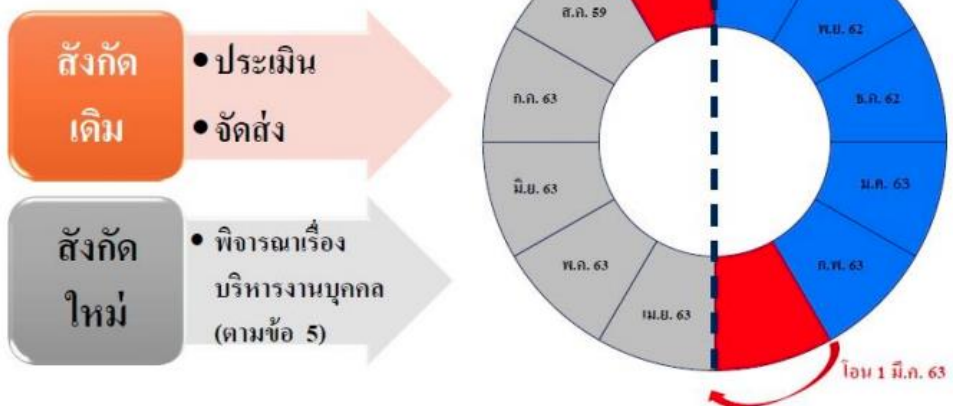 สังกัด
เดิม
• ประเมิน
• จัดส่ง
สังกัด
ใหม่
• พิจารณาเรื่อง
บริหารงานบุคคล
(ตามข้อ 5)
ส.ค. 59
ก.ค. 63
มิ.ย. 63
พ.ค. 63
เม.ย. 63
พ.ย. 62
ธ.ค. 62
ม.ค. 63
ก.พ. 63
โอน 1 มี.ค. 63